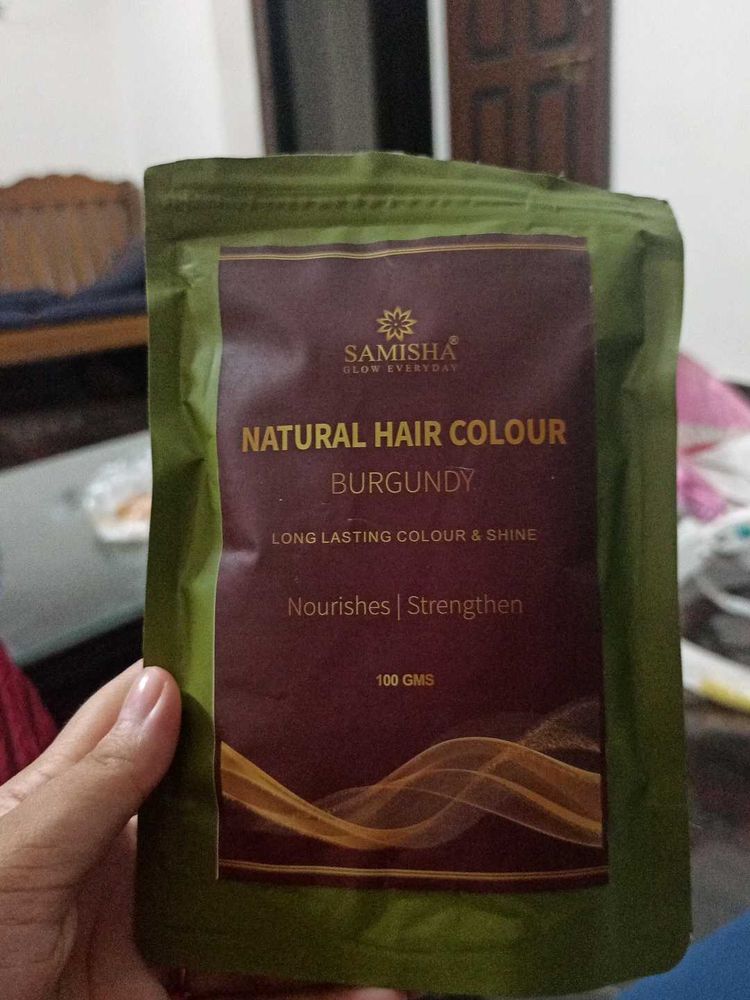 SAMISHA®
GLOW EVERYDAY
NATURAL HAIR COLOUR
BURGUNDY
LONG LASTING COLOUR & SHINE
Nourishes | Strengthen
100 GMS